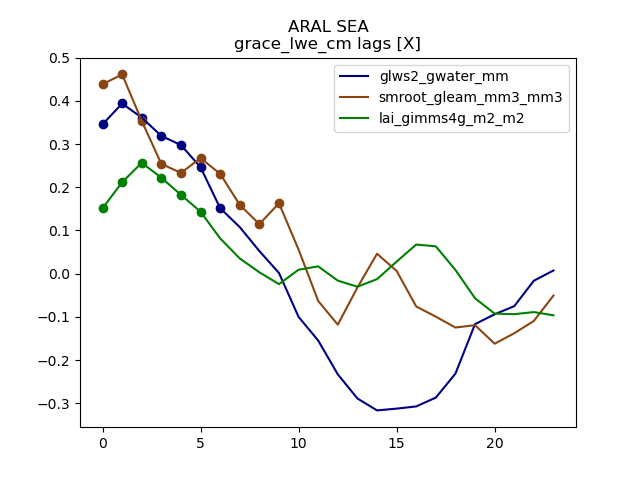 ARAL SEA
grace_lwe_cm lags [X]
glws2_gwater_mm
smroot_gleam_mm3_mm3
lai_gimms4g_m2_m2
0.5
0.4
0.3
0.2
0.1
0.0
−0.1
−0.2
−0.3
0 5 10 15 20